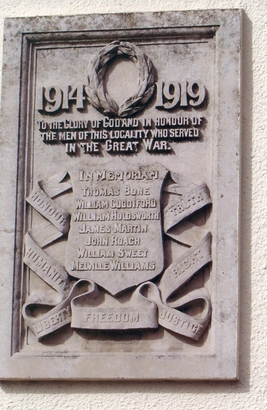 1914 1919
TO THE GLORY OF GOD AND IN HONOUR OF
THE MEN OF THIS LOCALITY WHO SERVED
IN THE GREAT WAR.
IN MEMORIAM
THOMAS BONE
WILLIAM GUDDIFORD
WILLIAM HOLDSWORTH
JAMES MARTIN
JOHN ROACH
WILLIAM SWEET
MELVILLE WILLIAMS
HONOUR
TRUTH
HUMANITY
RIGHT
LIBERTY
FREEDOM
JUSTICE